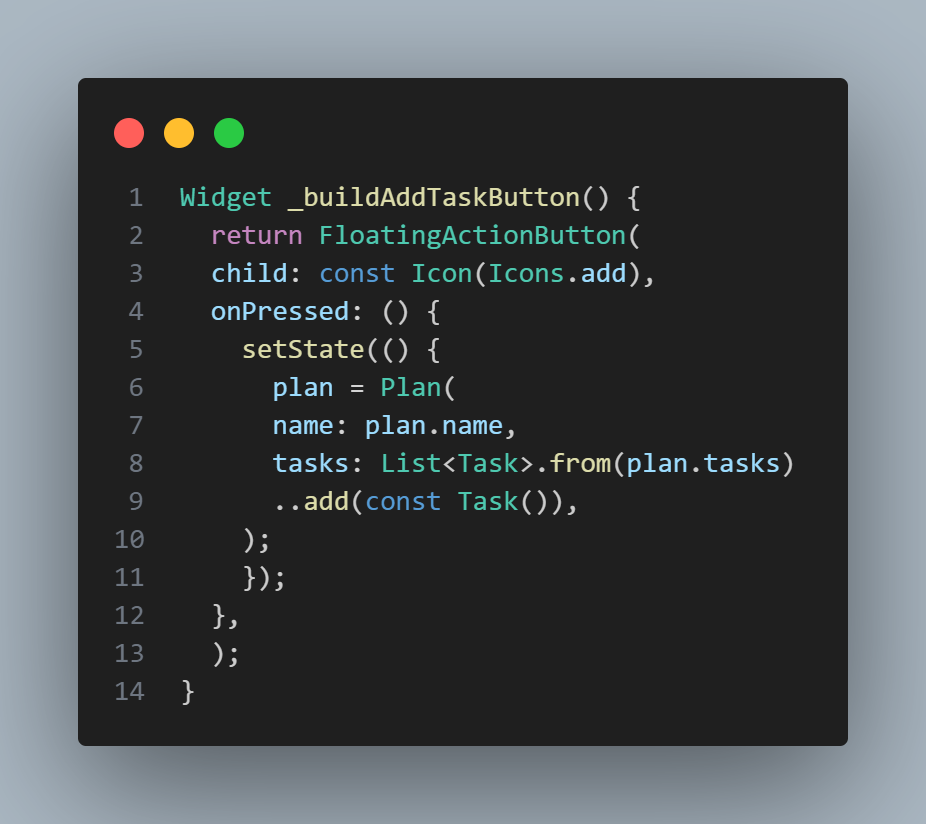 1 Widget _buildAddTaskButton() {
2   return FloatingActionButton(
3   child: const Icon(Icons.add),
4   onPressed: () {
5     setState(() {
6       plan = Plan(
7       name: plan.name,
8       tasks: List<Task>.from(plan.tasks)
9       ..add(const Task()),
10     );
11     });
12   },
13   );
14 }